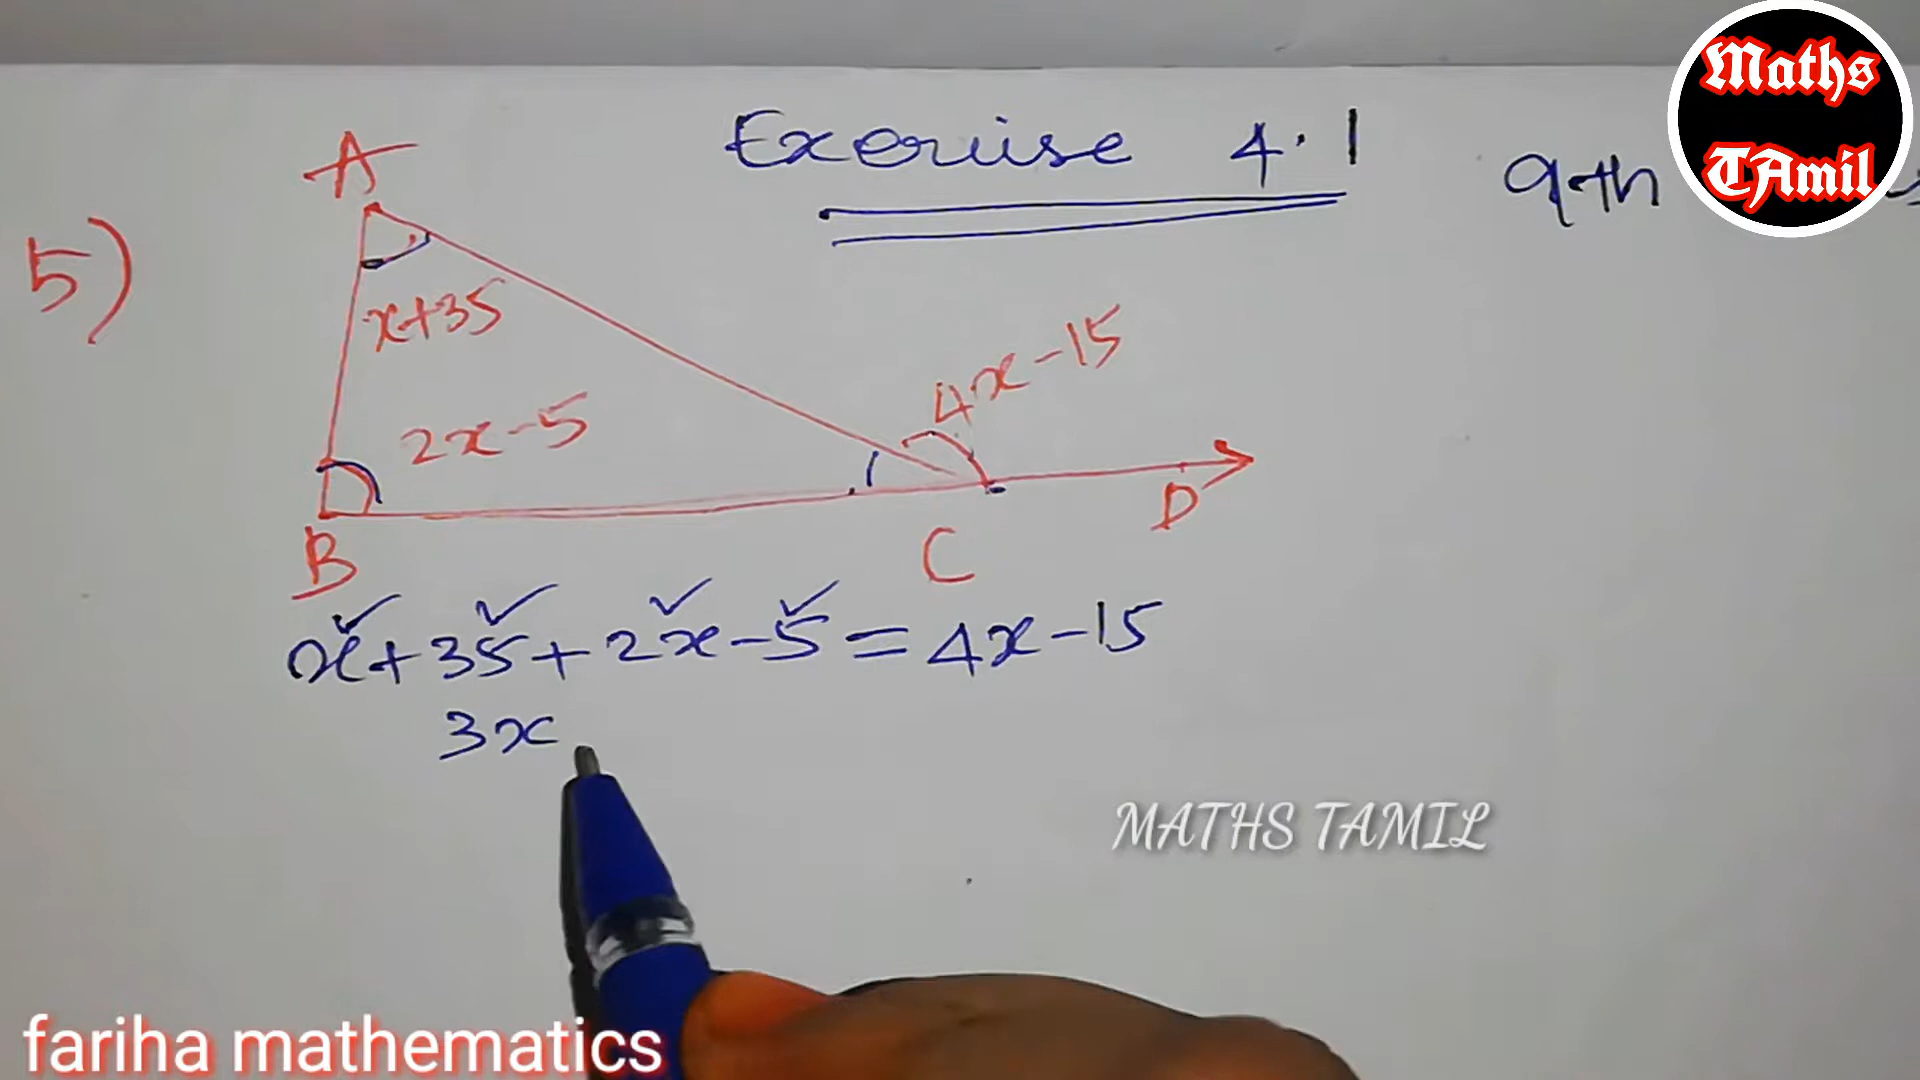 Exercise 4.1
9th
Maths
TAmil
5)
A
x+35
4x-15
2x-5
D
B
C
x+35+2x-5=4x-15
3x
MATHS TAMIL
fariha mathematics